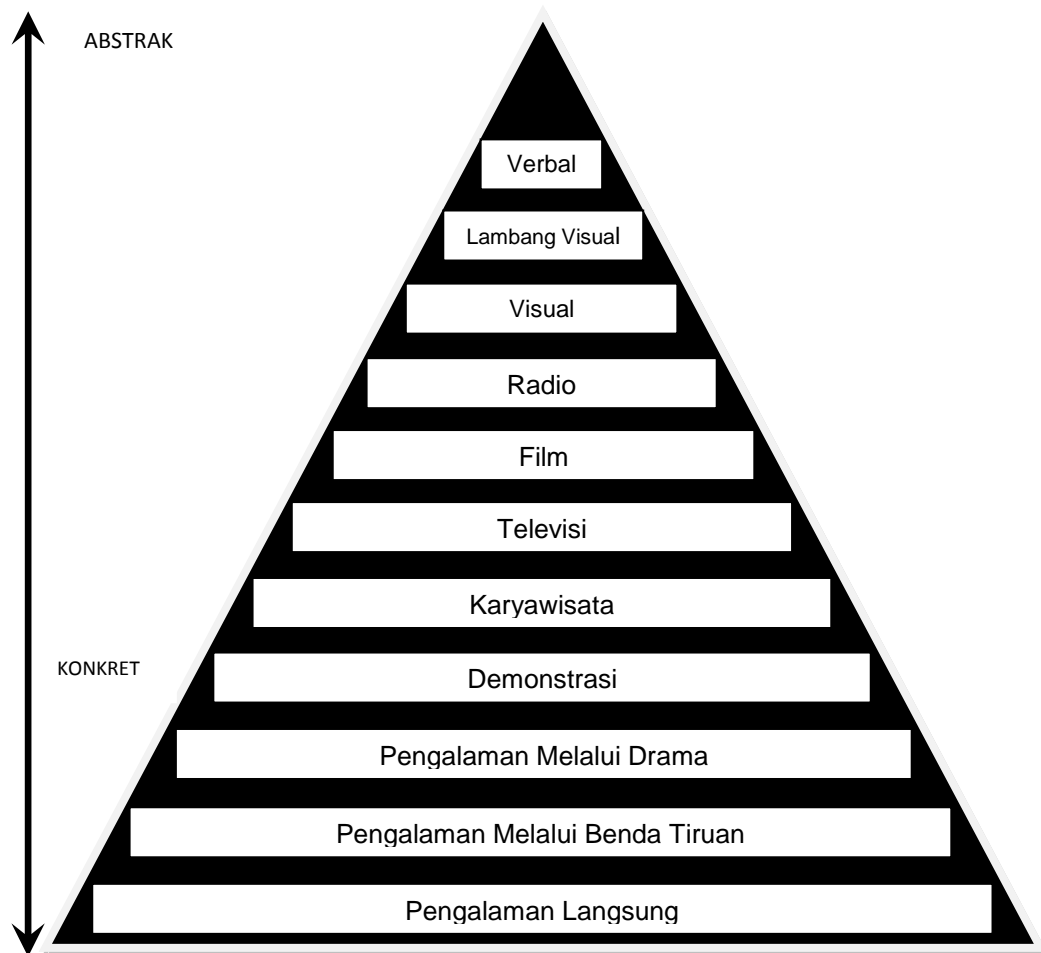 ABSTRAK
Verbal
Lambang Visual
Visual
Radio
Film
Televisi
Karyawisata
KONKRET
Demonstrasi
Pengalaman Melalui Drama
Pengalaman Melalui Benda Tiruan
Pengalaman Langsung